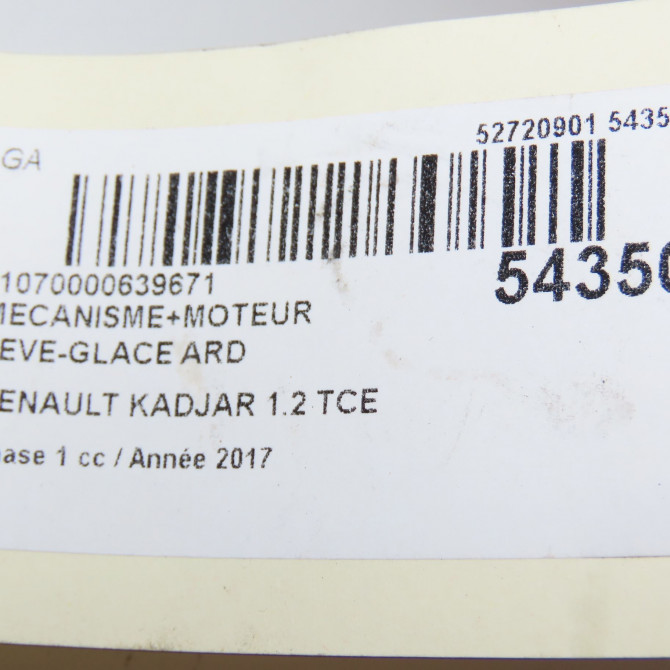 52720901 5435
GA
1070000639671
54350
MECANISME+MOTEUR
EVE-GLACE ARD
ENAULT KADJAR 1.2 TCE
ase 1 cc / Année 2017